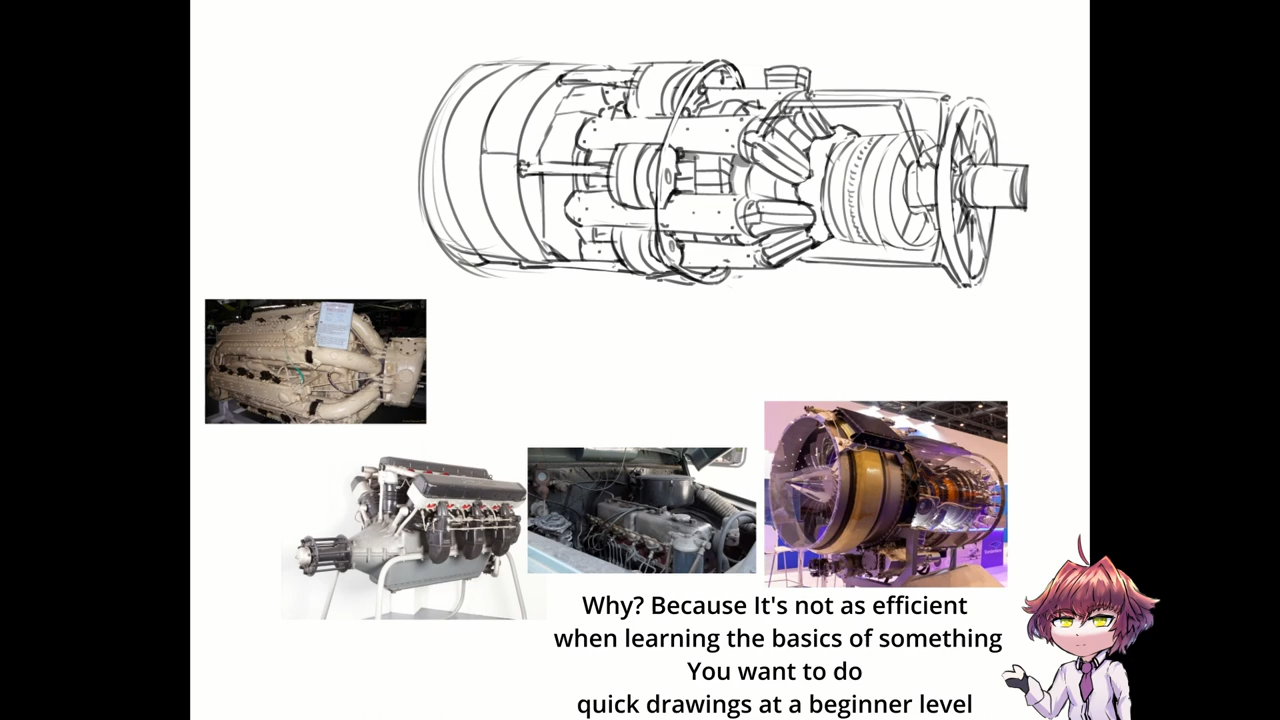 Why? Because It's not as efficient
when learning the basics of something
You want to do
quick drawings at a beginner level